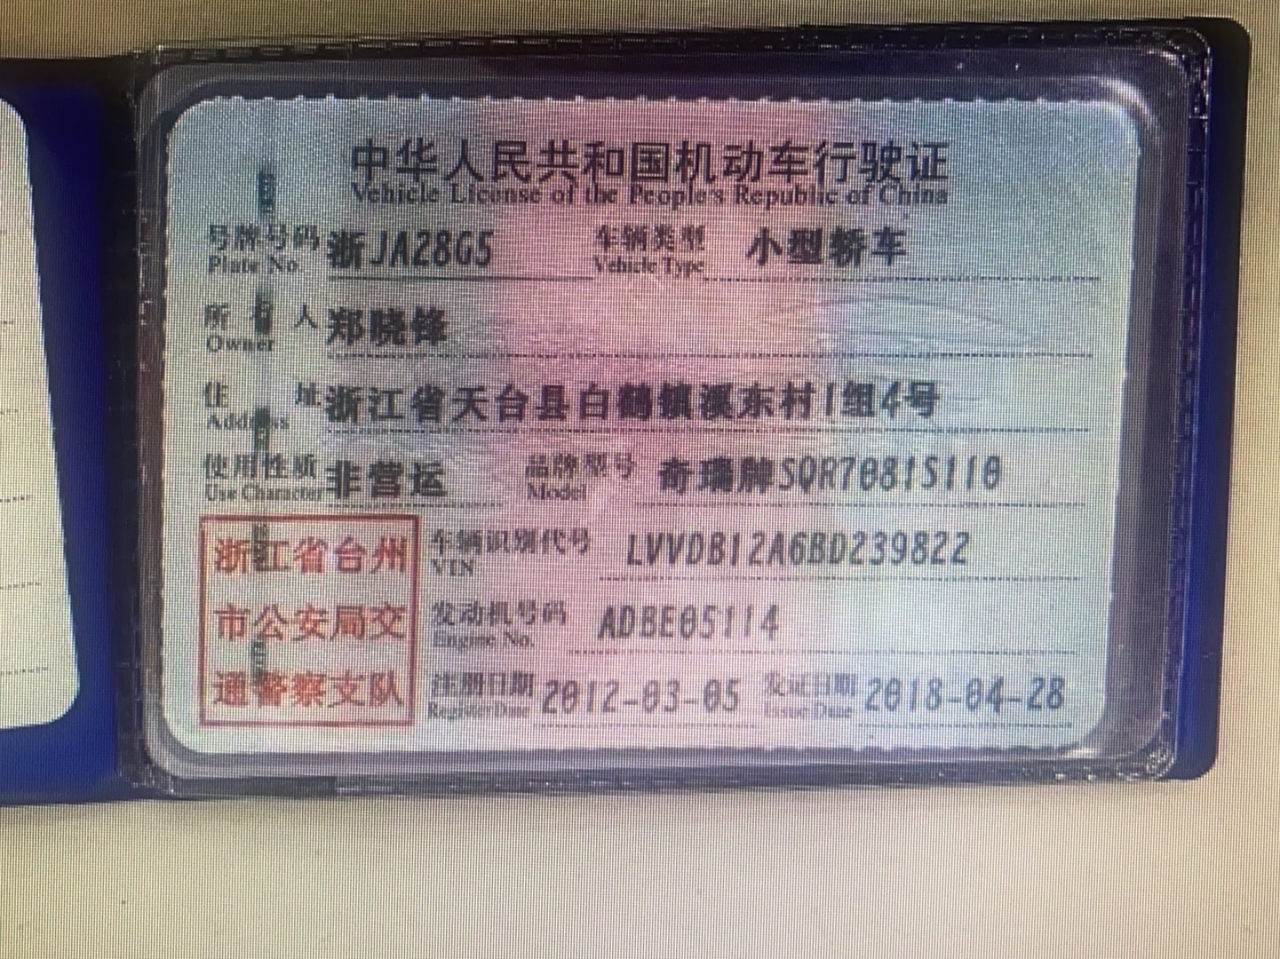 中华人民共和国机动车行驶证
Vehicle License of the People's Republic of China
号牌号码 浙JA28G5 车辆类型 小型轿车
Plate No. Vehicle Type
所有人 郑晓锋
Owner
住址 浙江省天台县白鹤镇溪东村1组4号
Address
使用性质 非营运 品牌型号 奇瑞牌SQR7081S110
Use Character Model
浙江省台州 车辆识别代号 LVVDB12A6BD239822
VIN
市公安局交 发动机号码 ADBE05114
Engine No.
通警察支队 注册日期 2012-03-05 发证日期 2018-04-28
Register Date Issue Date